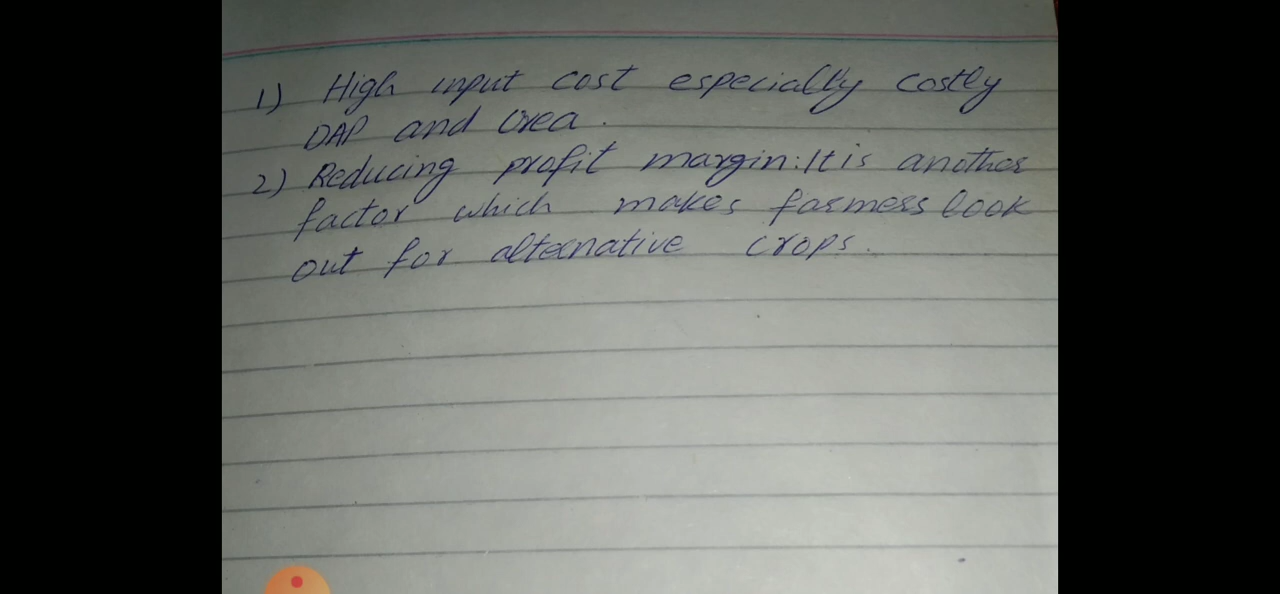 1) High input cost especially costly
DAP and Urea.
2) Reducing profit margin: It is another
factor which makes farmers look
out for alternative crops.